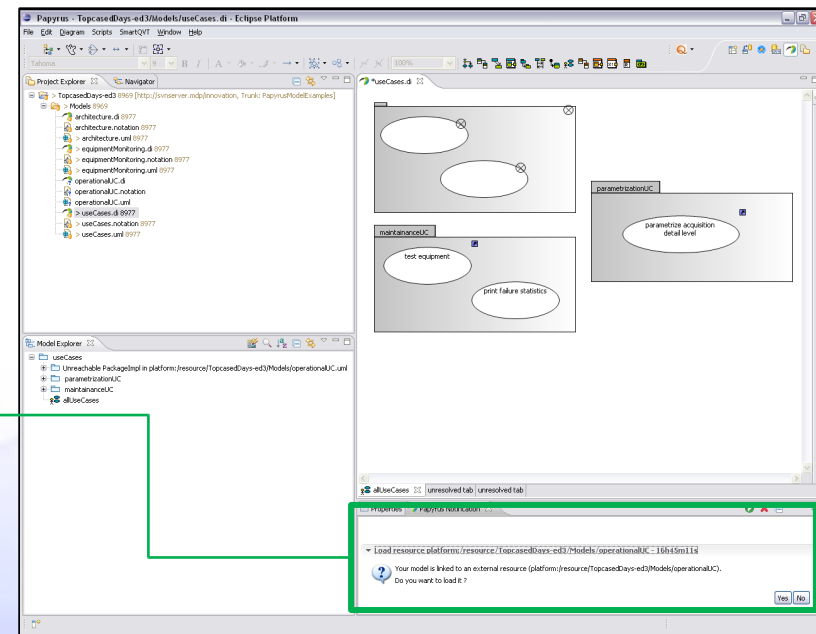 Papyrus - TopcasedDays-ed3/Models/useCases.di - Eclipse Platform
File Edit Diagram Scripts SmartQVT Window Help
Tahoma 9 B I A 100%
Project Explorer Navigator
> TopcasedDays-ed3 8969 [http://svnserver.mdp/innovation, Trunk: PapyrusModelExamples]
> Models 8969
architecture.di 8977
architecture.notation 8977
> architecture.uml 8977
> equipmentMonitoring.di 8977
> equipmentMonitoring.notation 8977
> equipmentMonitoring.uml 8977
operationalUC.di
operationalUC.notation
operationalUC.uml
> useCases.di 8977
> useCases.notation 8977
> useCases.uml 8977
*useCases.di
parametrizationUC
parametrize acquisition
detail level
maintainanceUC
test equipment
print failure statistics
Model Explorer
useCases
Unreachable PackageImpl in platform:/resource/TopcasedDays-ed3/Models/operationalUC.uml
parametrizationUC
maintainanceUC
allUseCases
allUseCases unresolved tab unresolved tab
Properties Papyrus Notification
Load resource platform:/resource/TopcasedDays-ed3/Models/operationalUC - 16h45m11s
Your model is linked to an external resource (platform:/resource/TopcasedDays-ed3/Models/operationalUC).
Do you want to load it ?
Yes No